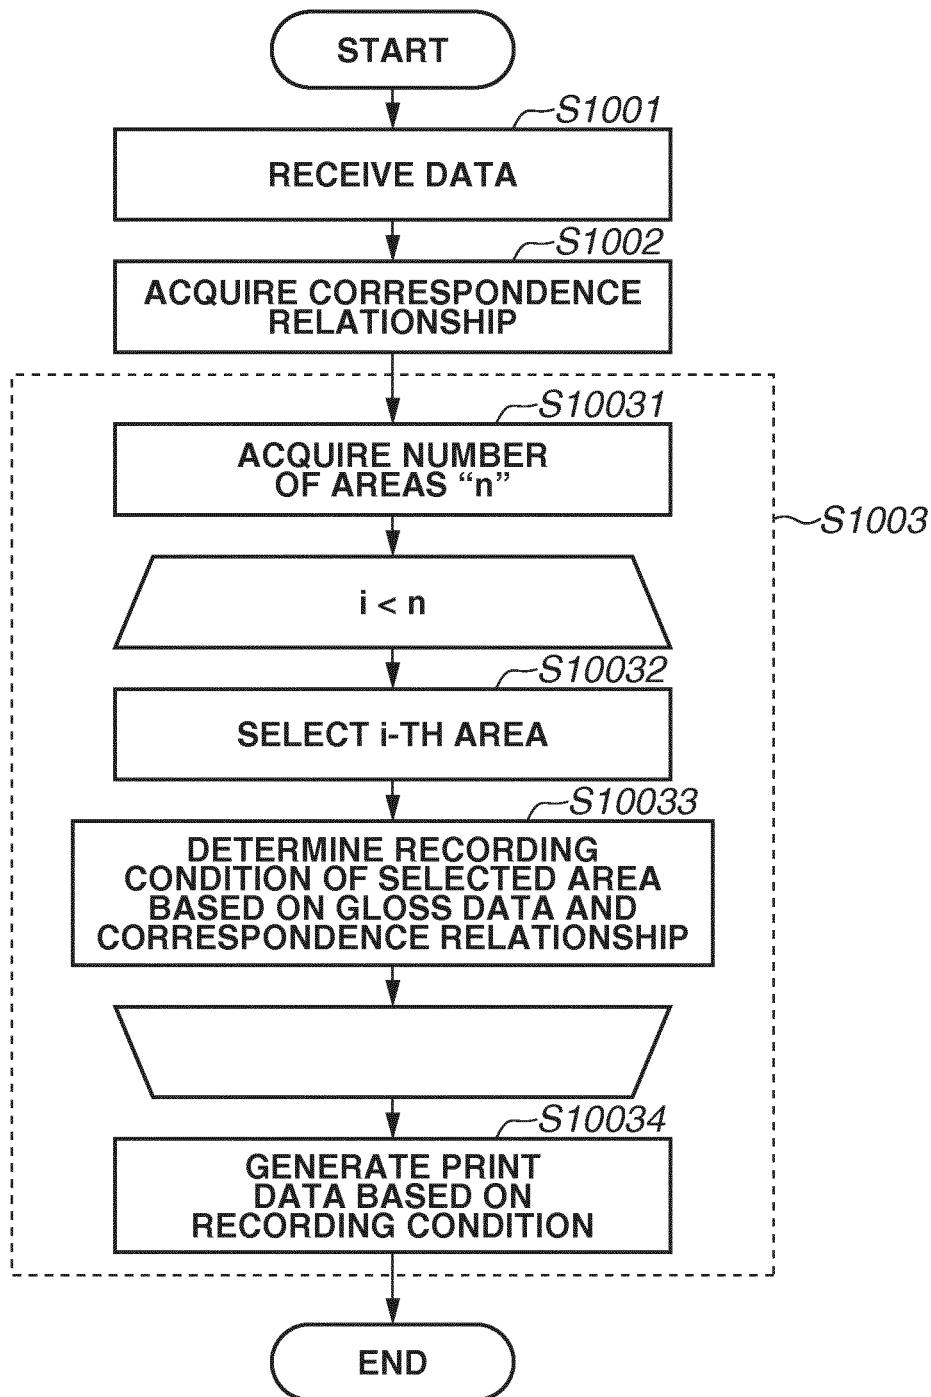 START
S1001
RECEIVE DATA
S1002
ACQUIRE CORRESPONDENCE
RELATIONSHIP
S10031
ACQUIRE NUMBER
OF AREAS “n”
S1003
i < n
S10032
SELECT i-TH AREA
S10033
DETERMINE RECORDING
CONDITION OF SELECTED AREA
BASED ON GLOSS DATA AND
CORRESPONDENCE RELATIONSHIP
S10034
GENERATE PRINT
DATA BASED ON
RECORDING CONDITION
END